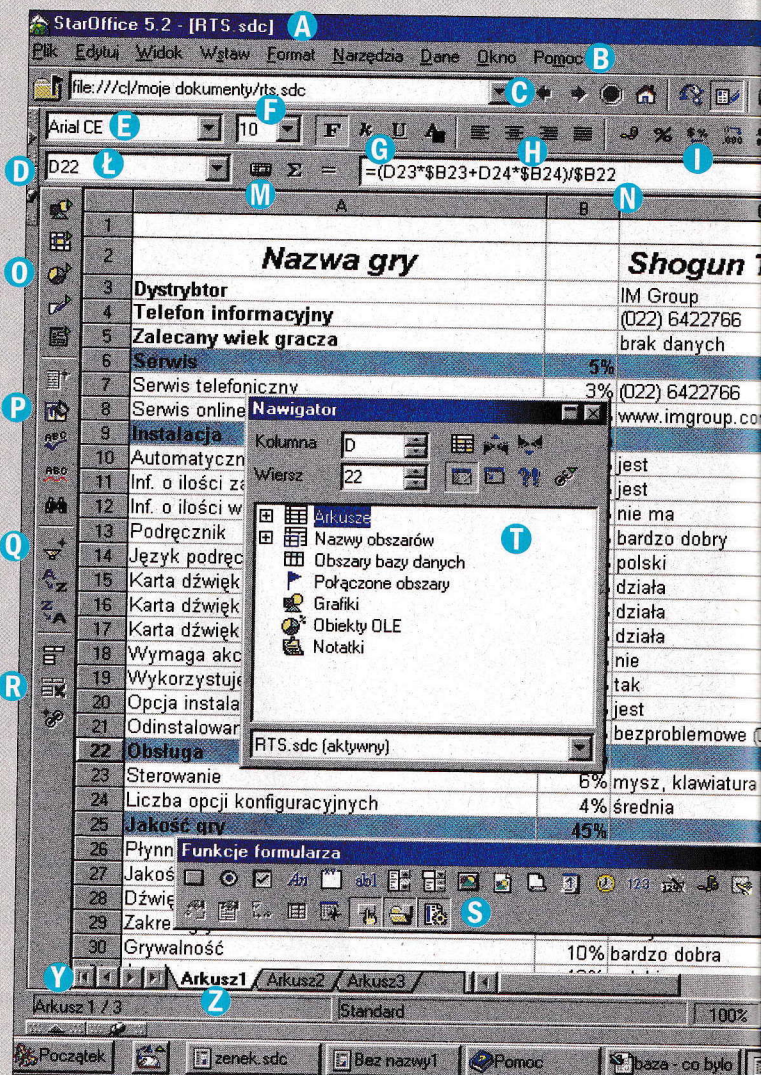 StarOffice 5.2 - [RTS.sdc] A
Plik Edytuj Widok Wstaw Format Narzędzia Dane Okno Pomoc B
file:///c|/moje dokumenty/rts.sdc C
Arial CE E 10 F F k U A G H I
D D22 Ł M Σ = =(D23*$B23+D24*$B24)/$B22
A B N
1
2 Nazwa gry Shogun
3 Dystrybtor IM Group
4 Telefon informacyjny (022) 6422766
5 Zalecany wiek gracza brak danych
6 Serwis 5%
7 Serwis telefoniczny 3% (022) 6422766
8 Serwis online www.imgroup.co
9 Instalacja
10 Automatyczn jest
11 Inf. o ilości za jest
12 Inf. o ilości w nie ma
13 Podręcznik bardzo dobry
14 Język podręc polski
15 Karta dźwięk działa
16 Karta dźwięk działa
17 Karta dźwięk działa
18 Wymaga akc nie
19 Wykorzystuje tak
20 Opcja instala jest
21 Odinstalowar bezproblemowe
22 Obsługa
23 Sterowanie 6% mysz, klawiatura
24 Liczba opcji konfiguracyjnych 4% średnia
25 Jakość gry 45%
26 Płynn
27 Jakoś
28 Dźwię
29 Zakre
30 Grywalność 10% bardzo dobra
O
P
Q
R
Nawigator
Kolumna D
Wiersz 22
Arkusze
Nazwy obszarów T
Obszary bazy danych
Połączone obszary
Grafiki
Obiekty OLE
Notatki
RTS.sdc (aktywny)
Funkcje formularza
S
Y Arkusz1 Arkusz2 Arkusz3
Z
Arkusz 1 / 3 Standard 100%
Początek zenek.sdc Bez nazwy1 Pomoc baza - co było